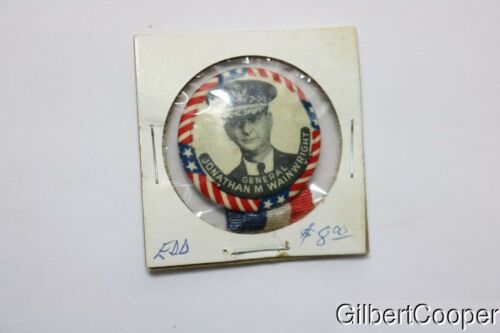 GENERAL
JONATHAN M WAINWRIGHT
EDD
$8.00
GilbertCooper